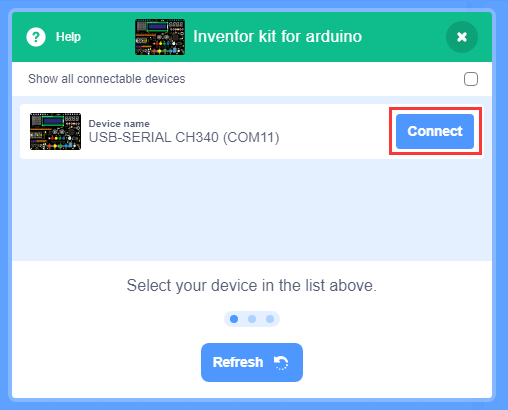 Help
Inventor kit for arduino
Show all connectable devices
Device name
USB-SERIAL CH340 (COM11)
Connect
Select your device in the list above.
Refresh